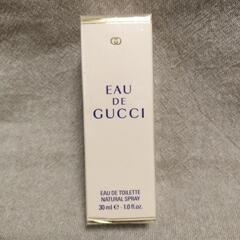 EAU
DE
GUCCI
EAU DE TOILETTE
NATURAL SPRAY
30 ml ℮ - 1.0 fl.oz.